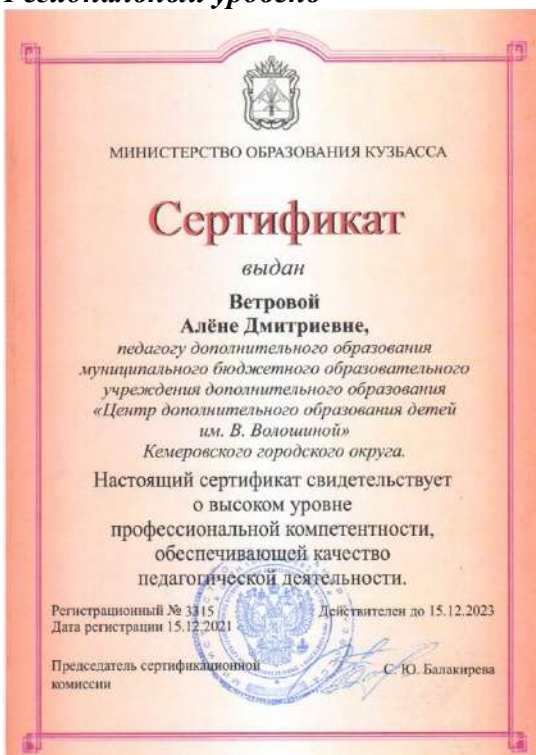 Региональный уровень
МИНИСТЕРСТВО ОБРАЗОВАНИЯ КУЗБАССА
Сертификат
выдан
Ветровой
Алёне Дмитриевне,
педагогу дополнительного образования
муниципального бюджетного образовательного
учреждения дополнительного образования
«Центр дополнительного образования детей
им. В. Волошиной»
Кемеровского городского округа.
Настоящий сертификат свидетельствует
о высоком уровне
профессиональной компетентности,
обеспечивающей качество
педагогической деятельности.
Регистрационный № 3315
Действителен до 15.12.2023
Дата регистрации 15.12.2021
Председатель сертификационной
комиссии
С. Ю. Балакирева